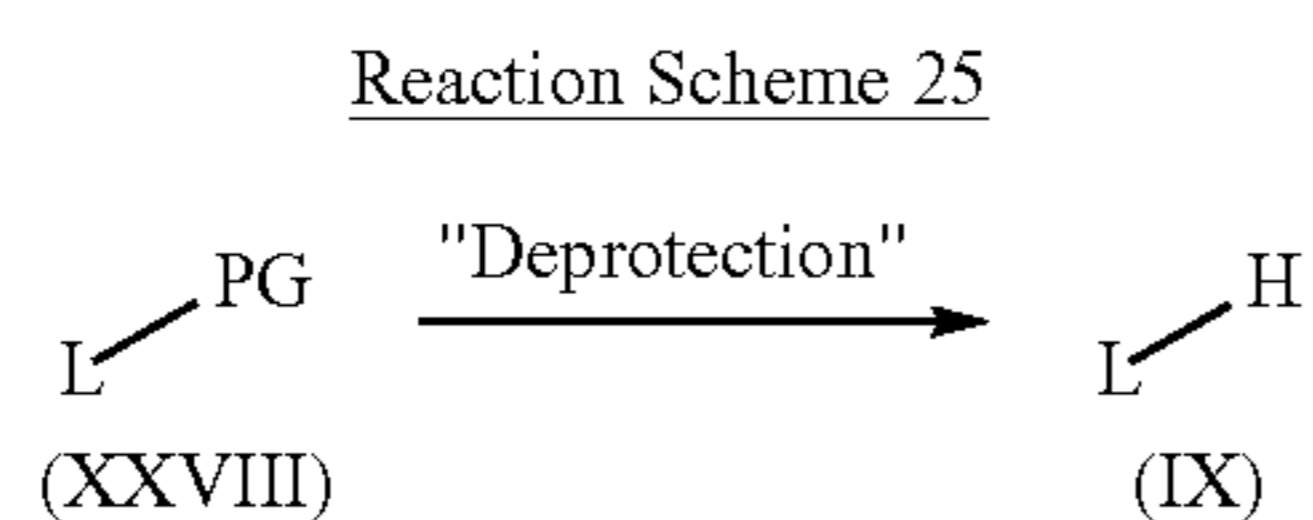 Reaction Scheme 25
"Deprotection"
PG
H
L
L
(XXVIII)
(IX)